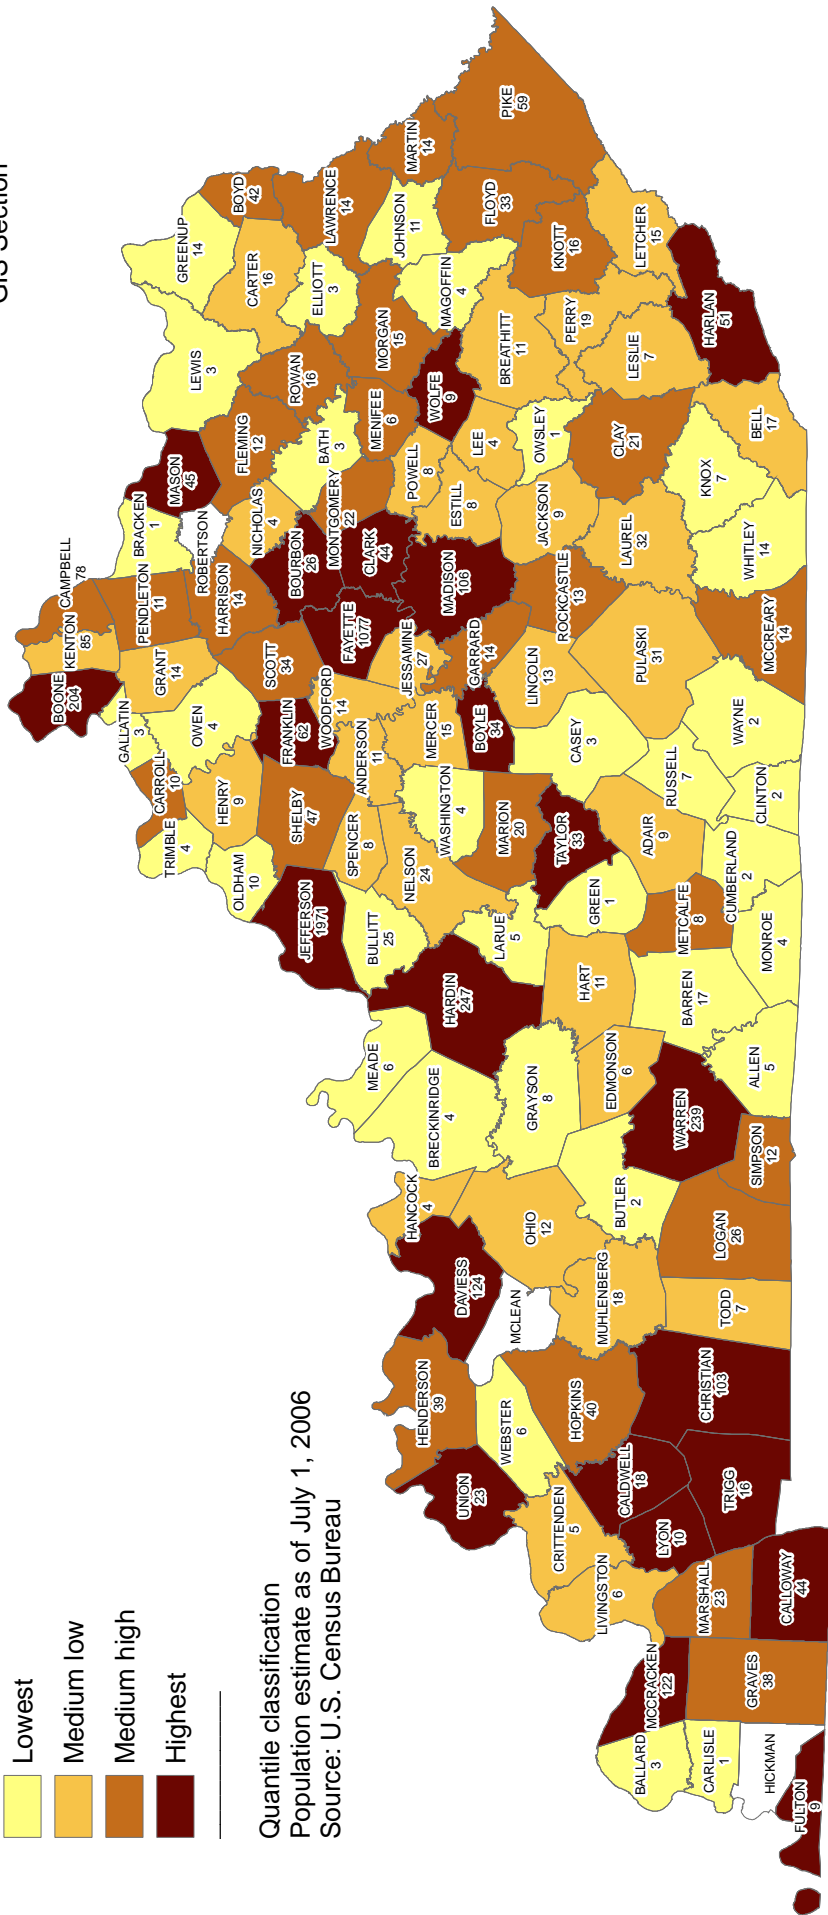 GIS Section
Lowest
Medium low
Medium high
Highest
Quantile classification
Population estimate as of July 1, 2006
Source: U.S. Census Bureau
BOONE
204
KENTON
85
CAMPBELL
78
GALLATIN
3
GRANT
14
PENDLETON
11
BRACKEN
1
MASON
45
ROBERTSON
LEWIS
3
GREENUP
14
BOYD
42
CARTER
16
LAWRENCE
14
ELLIOTT
3
ROWAN
16
FLEMING
12
NICHOLAS
4
HARRISON
14
SCOTT
34
OWEN
4
CARROLL
10
TRIMBLE
4
HENRY
9
OLDHAM
10
SHELBY
47
FRANKLIN
62
WOODFORD
14
FAYETTE
1077
BOURBON
26
MONTGOMERY
22
BATH
3
MENIFEE
6
MORGAN
15
JOHNSON
11
MARTIN
14
PIKE
59
FLOYD
33
MAGOFFIN
4
WOLFE
9
POWELL
8
CLARK
44
JESSAMINE
27
MADISON
106
ESTILL
8
LEE
4
BREATHITT
11
KNOTT
16
LETCHER
15
PERRY
19
LESLIE
7
HARLAN
51
OWSLEY
1
CLAY
21
JACKSON
9
LAUREL
32
KNOX
7
BELL
17
WHITLEY
14
MCCREARY
14
ROCKCASTLE
13
PULASKI
31
GARRARD
14
LINCOLN
13
BOYLE
34
MERCER
15
ANDERSON
11
SPENCER
8
JEFFERSON
1971
BULLITT
25
NELSON
24
WASHINGTON
4
MARION
20
CASEY
3
TAYLOR
33
RUSSELL
7
WAYNE
2
CLINTON
2
ADAIR
9
CUMBERLAND
2
GREEN
1
METCALFE
8
MONROE
4
LARUE
5
HARDIN
247
HART
11
BARREN
17
ALLEN
5
MEADE
6
BRECKINRIDGE
4
GRAYSON
8
EDMONSON
6
WARREN
239
SIMPSON
12
HANCOCK
4
DAVIESS
124
OHIO
12
BUTLER
2
LOGAN
26
MUHLENBERG
18
TODD
7
MCLEAN
HENDERSON
39
WEBSTER
6
HOPKINS
40
CHRISTIAN
103
UNION
23
CRITTENDEN
5
CALDWELL
18
LYON
10
TRIGG
16
LIVINGSTON
6
MARSHALL
23
CALLOWAY
44
MCCRACKEN
122
GRAVES
38
BALLARD
3
CARLISLE
1
HICKMAN
FULTON
9